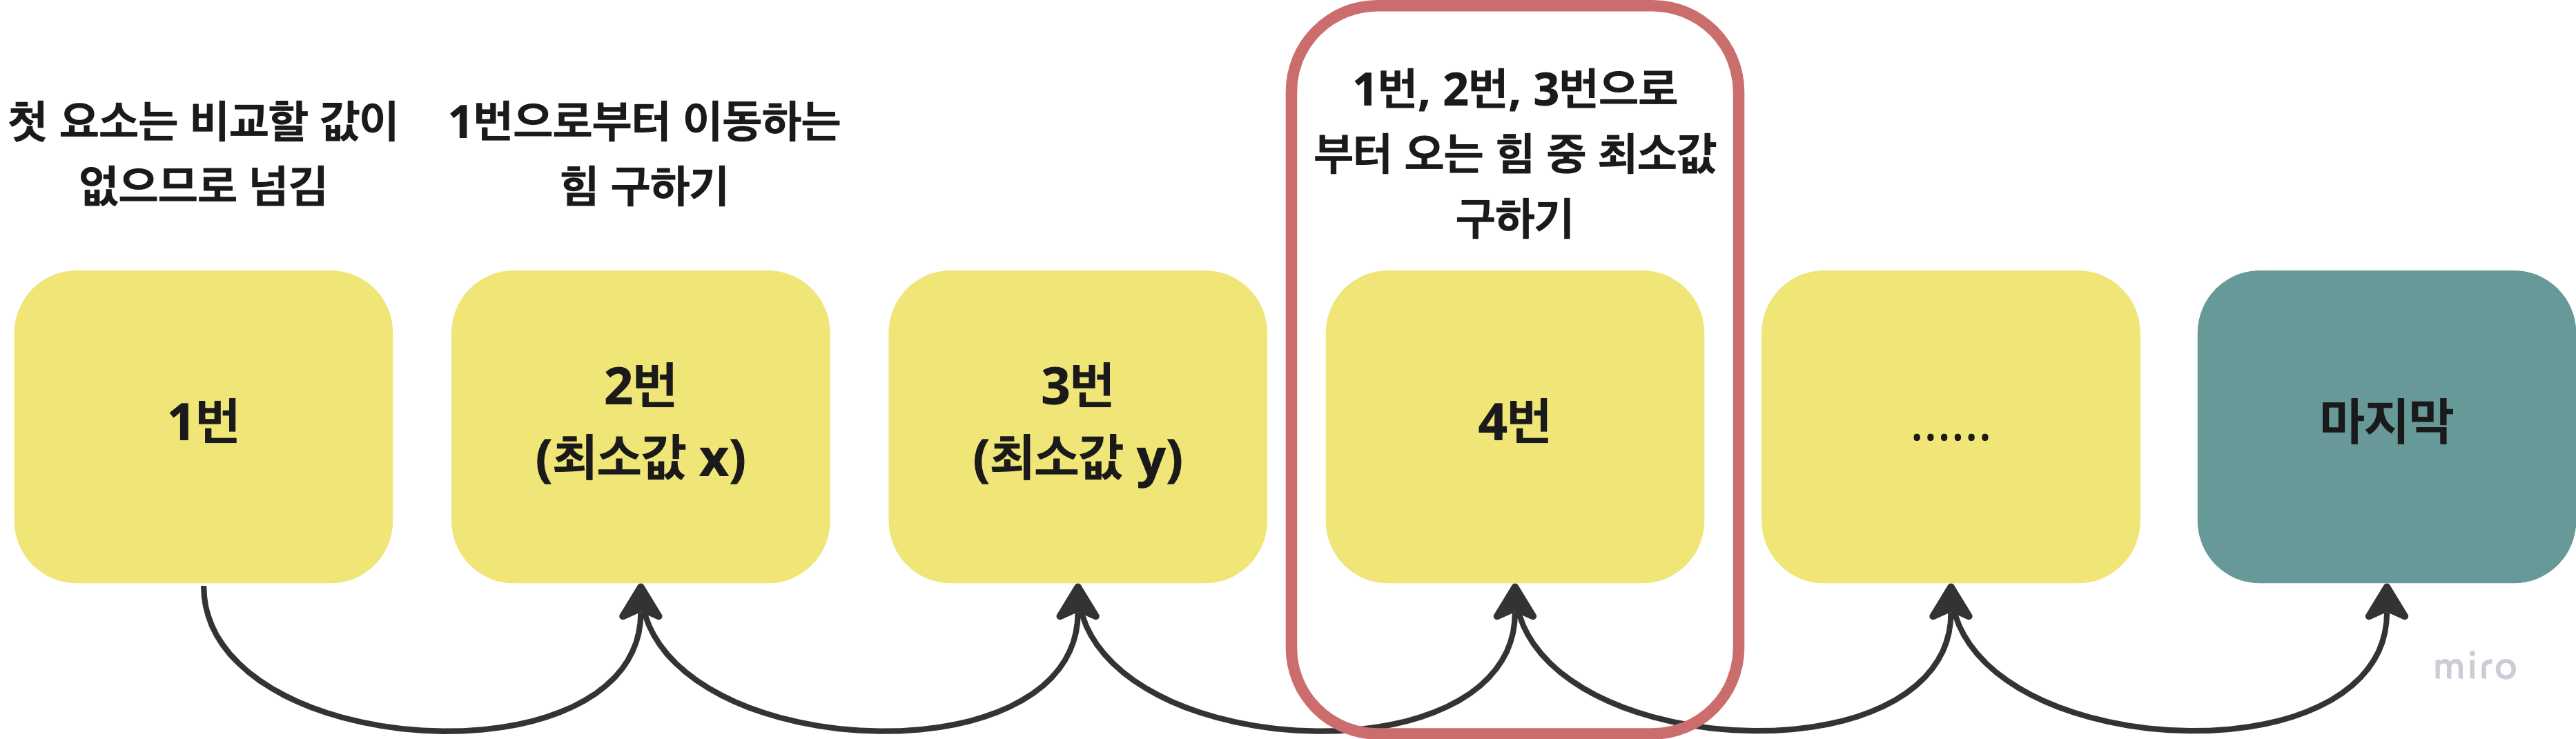 첫 요소는 비교할 값이
없으므로 넘김
1번으로부터 이동하는
힘 구하기
1번, 2번, 3번으로
부터 오는 힘 중 최소값
구하기
1번
2번
(최소값 x)
3번
(최소값 y)
4번
......
마지막
miro